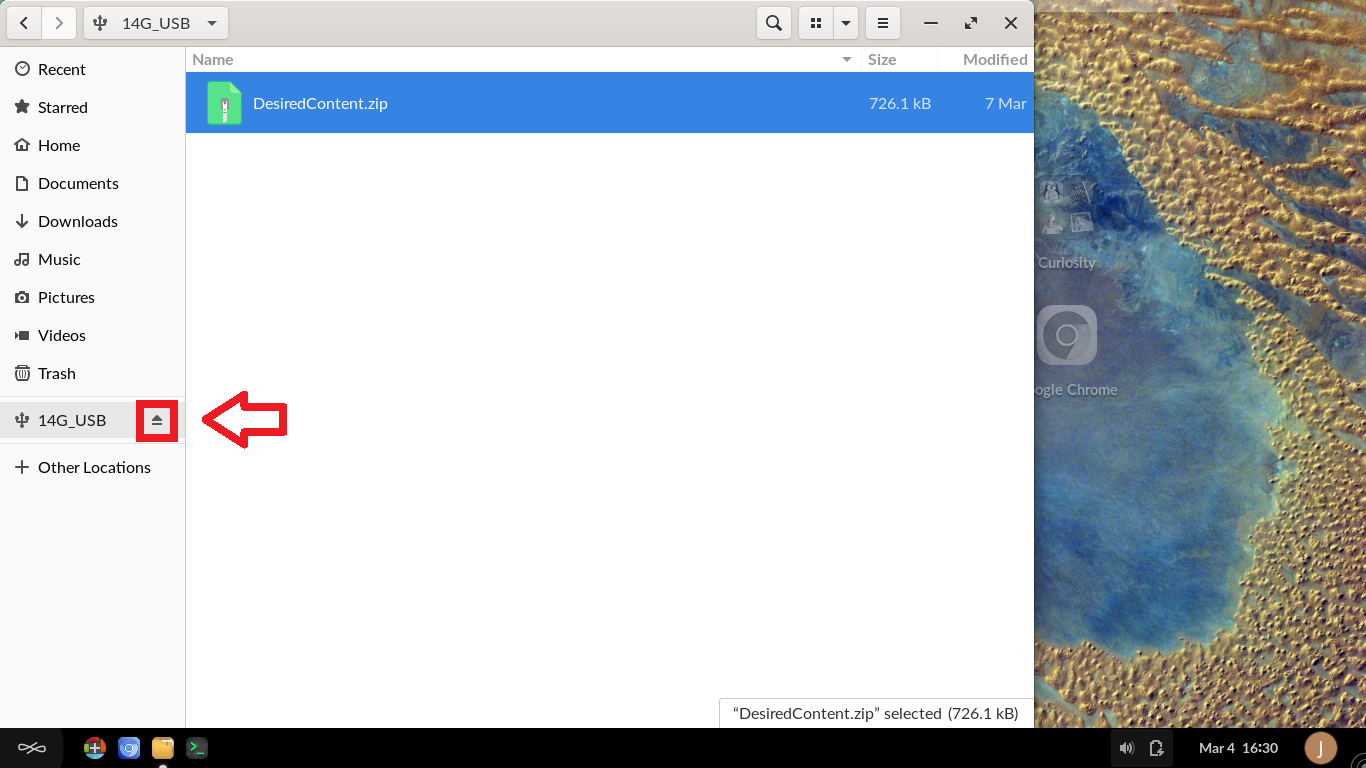 14G_USB
Name Size Modified
Recent
DesiredContent.zip 726.1 kB 7 Mar
Starred
Home
Documents
Downloads
Music
Pictures
Videos
Trash
14G_USB
Other Locations
Curiosity
ogle Chrome
“DesiredContent.zip” selected (726.1 kB)
Mar 4 16:30
J